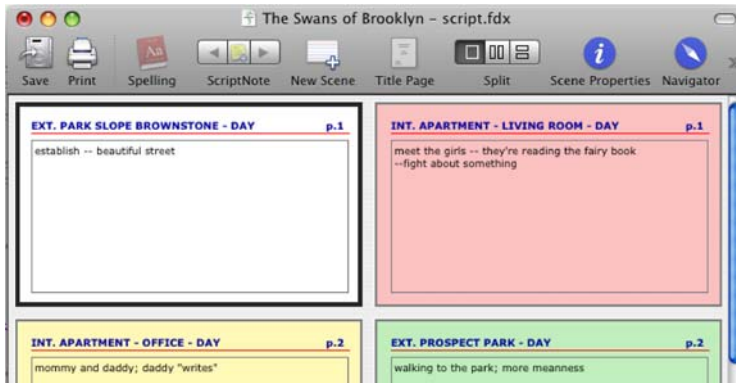 The Swans of Brooklyn – script.fdx
Save Print Spelling ScriptNote New Scene Title Page Split Scene Properties Navigator
EXT. PARK SLOPE BROWNSTONE - DAY p.1
establish -- beautiful street
INT. APARTMENT - LIVING ROOM - DAY p.1
meet the girls -- they're reading the fairy book
--fight about something
INT. APARTMENT - OFFICE - DAY p.2
mommy and daddy; daddy "writes"
EXT. PROSPECT PARK - DAY p.2
walking to the park; more meanness